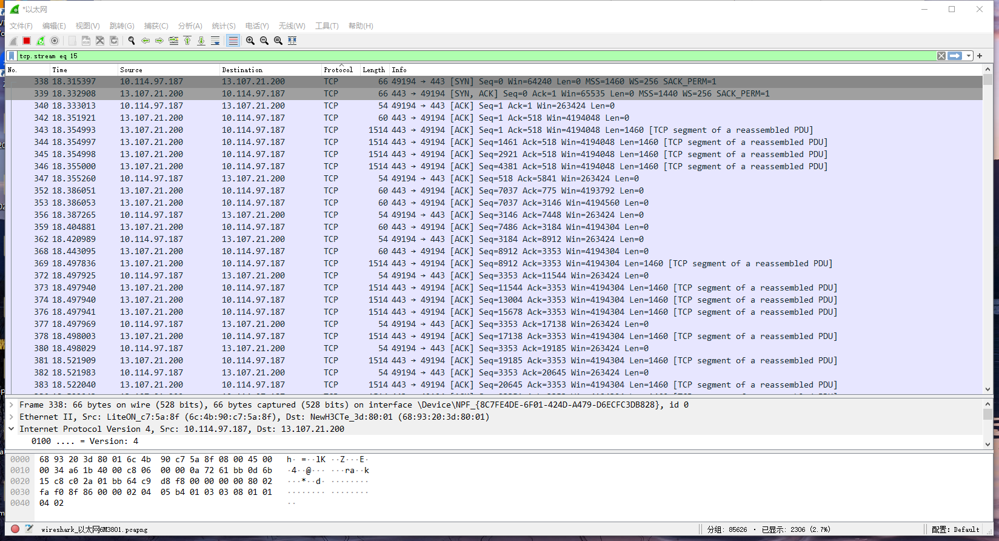 *以太网
文件(F) 编辑(E) 视图(V) 跳转(G) 捕获(C) 分析(A) 统计(S) 电话(Y) 无线(W) 工具(T) 帮助(H)
tcp.stream eq 15
No. Time Source Destination Protocol Length Info
338 18.315397 10.114.97.187 13.107.21.200 TCP 66 49194 → 443 [SYN] Seq=0 Win=64240 Len=0 MSS=1460 WS=256 SACK_PERM=1
339 18.332908 13.107.21.200 10.114.97.187 TCP 66 443 → 49194 [SYN, ACK] Seq=0 Ack=1 Win=65535 Len=0 MSS=1440 WS=256 SACK_PERM=1
340 18.333013 10.114.97.187 13.107.21.200 TCP 54 49194 → 443 [ACK] Seq=1 Ack=1 Win=263424 Len=0
342 18.351921 13.107.21.200 10.114.97.187 TCP 60 443 → 49194 [ACK] Seq=1 Ack=518 Win=4194048 Len=0
343 18.354993 13.107.21.200 10.114.97.187 TCP 1514 443 → 49194 [ACK] Seq=1 Ack=518 Win=4194048 Len=1460 [TCP segment of a reassembled PDU]
344 18.354997 13.107.21.200 10.114.97.187 TCP 1514 443 → 49194 [ACK] Seq=1461 Ack=518 Win=4194048 Len=1460 [TCP segment of a reassembled PDU]
345 18.354998 13.107.21.200 10.114.97.187 TCP 1514 443 → 49194 [ACK] Seq=2921 Ack=518 Win=4194048 Len=1460 [TCP segment of a reassembled PDU]
346 18.355000 13.107.21.200 10.114.97.187 TCP 1514 443 → 49194 [ACK] Seq=4381 Ack=518 Win=4194048 Len=1460 [TCP segment of a reassembled PDU]
347 18.355260 10.114.97.187 13.107.21.200 TCP 54 49194 → 443 [ACK] Seq=518 Ack=5841 Win=263424 Len=0
352 18.386051 13.107.21.200 10.114.97.187 TCP 60 443 → 49194 [ACK] Seq=7037 Ack=775 Win=4193792 Len=0
353 18.386053 13.107.21.200 10.114.97.187 TCP 60 443 → 49194 [ACK] Seq=7037 Ack=3146 Win=4194560 Len=0
356 18.387265 10.114.97.187 13.107.21.200 TCP 54 49194 → 443 [ACK] Seq=3146 Ack=7448 Win=263424 Len=0
359 18.404881 13.107.21.200 10.114.97.187 TCP 60 443 → 49194 [ACK] Seq=7486 Ack=3184 Win=4194304 Len=0
362 18.420989 10.114.97.187 13.107.21.200 TCP 54 49194 → 443 [ACK] Seq=3184 Ack=8912 Win=263424 Len=0
368 18.443095 13.107.21.200 10.114.97.187 TCP 60 443 → 49194 [ACK] Seq=8912 Ack=3353 Win=4194304 Len=0
369 18.497836 13.107.21.200 10.114.97.187 TCP 1514 443 → 49194 [ACK] Seq=8912 Ack=3353 Win=4194304 Len=1460 [TCP segment of a reassembled PDU]
372 18.497925 10.114.97.187 13.107.21.200 TCP 54 49194 → 443 [ACK] Seq=3353 Ack=11544 Win=263424 Len=0
373 18.497940 13.107.21.200 10.114.97.187 TCP 1514 443 → 49194 [ACK] Seq=11544 Ack=3353 Win=4194304 Len=1460 [TCP segment of a reassembled PDU]
374 18.497940 13.107.21.200 10.114.97.187 TCP 1514 443 → 49194 [ACK] Seq=13004 Ack=3353 Win=4194304 Len=1460 [TCP segment of a reassembled PDU]
376 18.497941 13.107.21.200 10.114.97.187 TCP 1514 443 → 49194 [ACK] Seq=15678 Ack=3353 Win=4194304 Len=1460 [TCP segment of a reassembled PDU]
377 18.497969 10.114.97.187 13.107.21.200 TCP 54 49194 → 443 [ACK] Seq=3353 Ack=17138 Win=263424 Len=0
378 18.498003 13.107.21.200 10.114.97.187 TCP 1514 443 → 49194 [ACK] Seq=17138 Ack=3353 Win=4194304 Len=1460 [TCP segment of a reassembled PDU]
380 18.498029 10.114.97.187 13.107.21.200 TCP 54 49194 → 443 [ACK] Seq=3353 Ack=19185 Win=263424 Len=0
381 18.521909 13.107.21.200 10.114.97.187 TCP 1514 443 → 49194 [ACK] Seq=19185 Ack=3353 Win=4194304 Len=1460 [TCP segment of a reassembled PDU]
382 18.521983 10.114.97.187 13.107.21.200 TCP 54 49194 → 443 [ACK] Seq=3353 Ack=20645 Win=263424 Len=0
383 18.522040 13.107.21.200 10.114.97.187 TCP 1514 443 → 49194 [ACK] Seq=20645 Ack=3353 Win=4194304 Len=1460 [TCP segment of a reassembled PDU]
Frame 338: 66 bytes on wire (528 bits), 66 bytes captured (528 bits) on interface \Device\NPF_{8C7FE4DE-6F01-424D-A479-D6ECFC3DB828}, id 0
Ethernet II, Src: LiteON_c7:5a:8f (6c:4b:90:c7:5a:8f), Dst: NewH3CTe_3d:80:01 (68:93:20:3d:80:01)
Internet Protocol Version 4, Src: 10.114.97.187, Dst: 13.107.21.200
0100 .... = Version: 4
0000 68 93 20 3d 80 01 6c 4b 90 c7 5a 8f 08 00 45 00 h· =··lK ··Z···E·
0010 00 34 a6 1b 40 00 c8 06 00 00 0a 72 61 bb 0d 6b ·4··@··· ···ra··k
0020 15 c8 c0 2a 01 bb 64 c9 d8 f8 00 00 00 00 80 02 ···*··d· ········
0030 fa f0 8f 86 00 00 02 04 05 b4 01 03 03 08 01 01 ········ ········
0040 04 02 ··
wireshark_以太网6M3801.pcapng 分组: 85626 · 已显示: 2306 (2.7%) 配置: Default